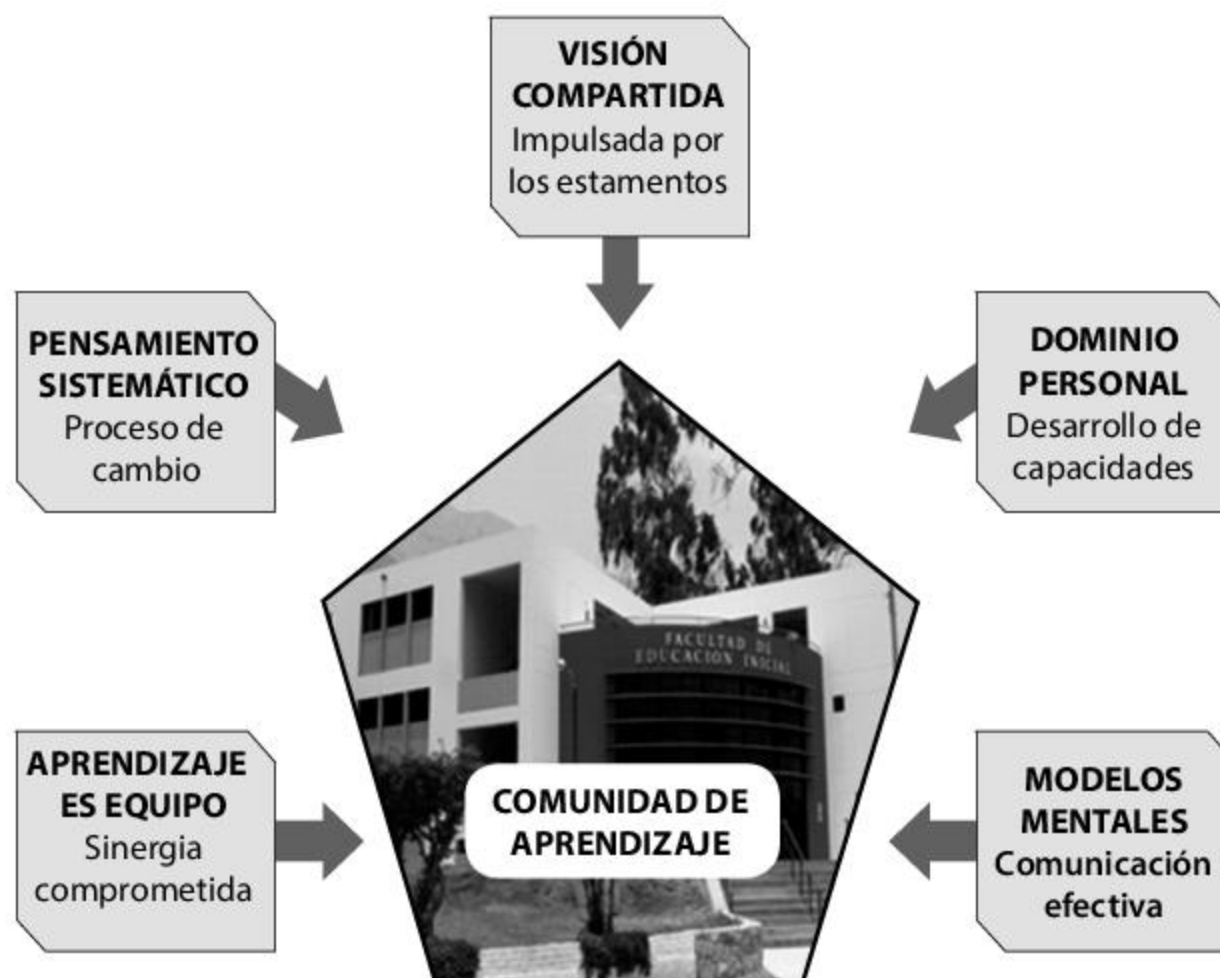 VISIÓN
COMPARTIDA
Impulsada por
los estamentos
PENSAMIENTO
SISTEMÁTICO
Proceso de
cambio
DOMINIO
PERSONAL
Desarrollo de
capacidades
FACULTAD DE
EDUCACION INICIAL
APRENDIZAJE
ES EQUIPO
Sinergia
comprometida
COMUNIDAD DE
APRENDIZAJE
MODELOS
MENTALES
Comunicación
efectiva